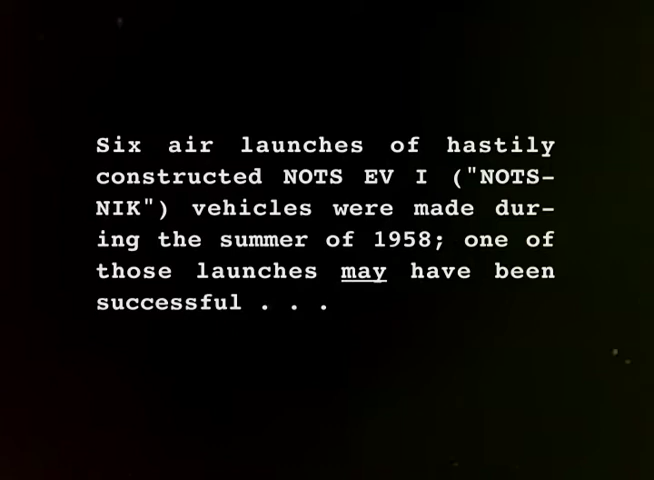 Six air launches of hastily
constructed NOTS EV I ("NOTS-
NIK") vehicles were made dur-
ing the summer of 1958; one of
those launches may have been
successful . . .